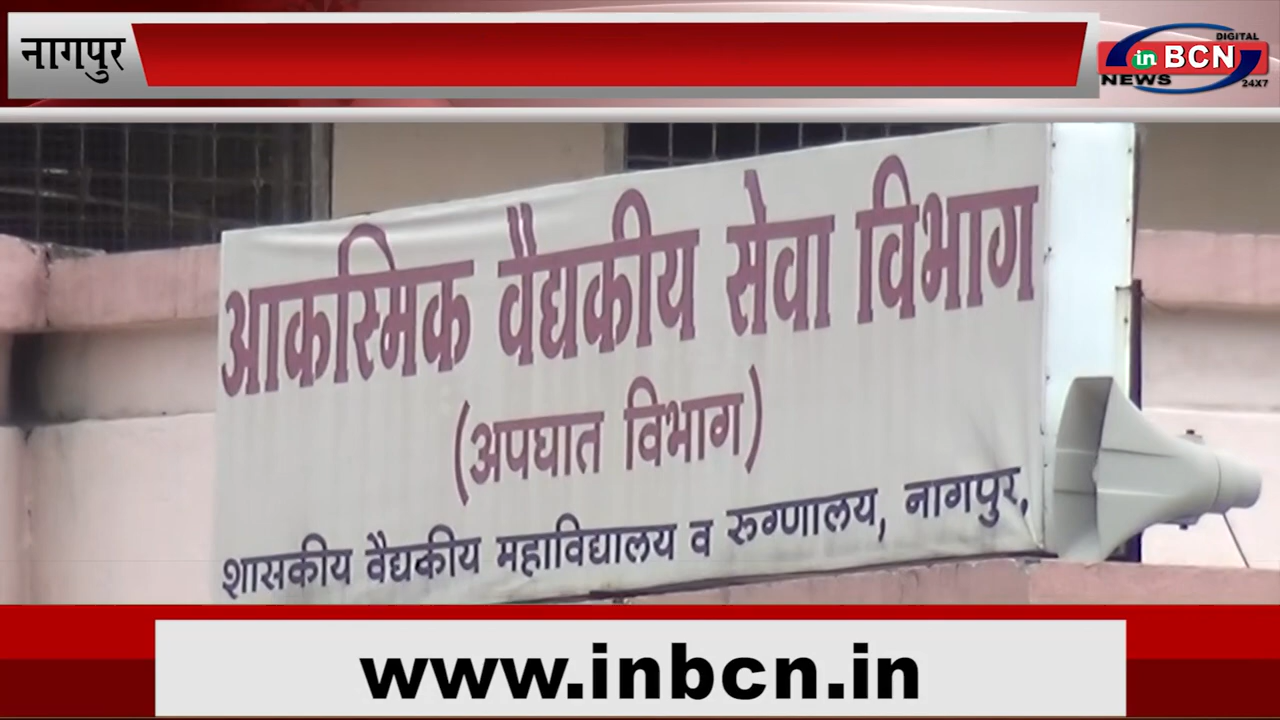 नागपुर
DIGITAL
in BCN
NEWS 24X7
आकस्मिक वैद्यकीय सेवा विभाग
(अपघात विभाग)
शासकीय वैद्यकीय महाविद्यालय व रुग्णालय, नागपुर.
www.inbcn.in